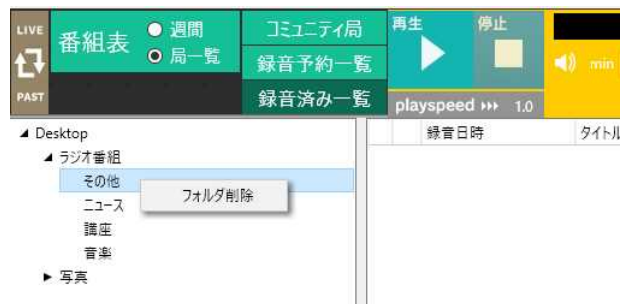 LIVE
PAST
番組表
週間
局一覧
コミュニティ局
録音予約一覧
録音済み一覧
再生
停止
playspeed
1.0
min
Desktop
ラジオ番組
その他
ニュース
講座
音楽
写真
フォルダ削除
録音日時
タイトル